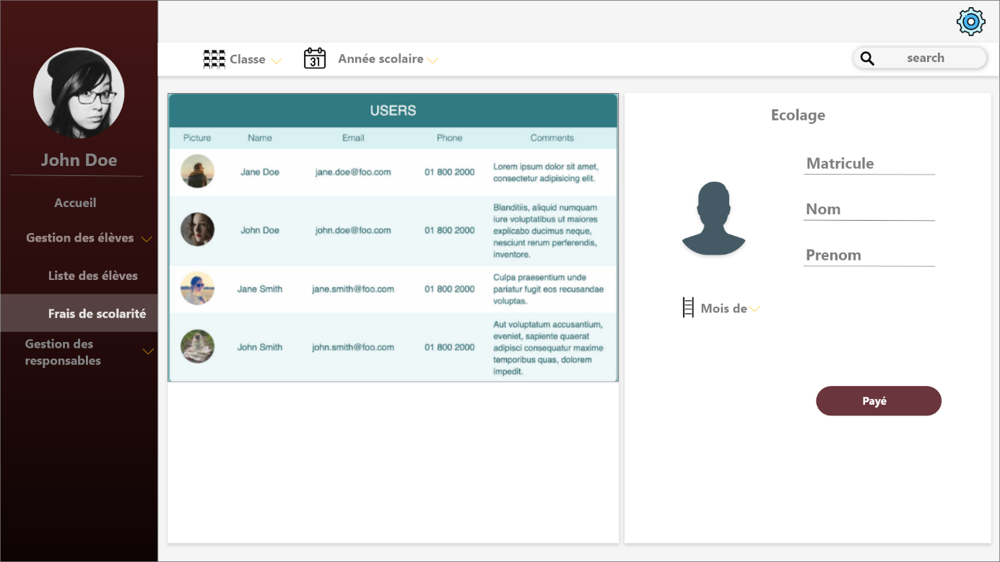 Classe
31
Année scolaire
search
John Doe
Accueil
Gestion des élèves
Liste des élèves
Frais de scolarité
Gestion des
responsables
USERS
Picture Name Email Phone Comments
Jane Doe jane.doe@foo.com 01 800 2000
Lorem ipsum dolor sit amet,
consectetur adipisicing elit.
John Doe john.doe@foo.com 01 800 2000
Blanditiis, aliquid numquam
iure voluptatibus ut maiores
explicabo ducimus neque,
nesciunt rerum perferendis,
inventore.
Jane Smith jane.smith@foo.com 01 800 2000
Culpa praesentium unde
pariatur fugit eos recusandae
voluptas.
John Smith john.smith@foo.com 01 800 2000
Aut voluptatum accusantium,
eveniet, sapiente quaerat
adipisci consequatur maxime
temporibus quas, dolorem
impedit.
Ecolage
Matricule
Nom
Prenom
Mois de
Payé